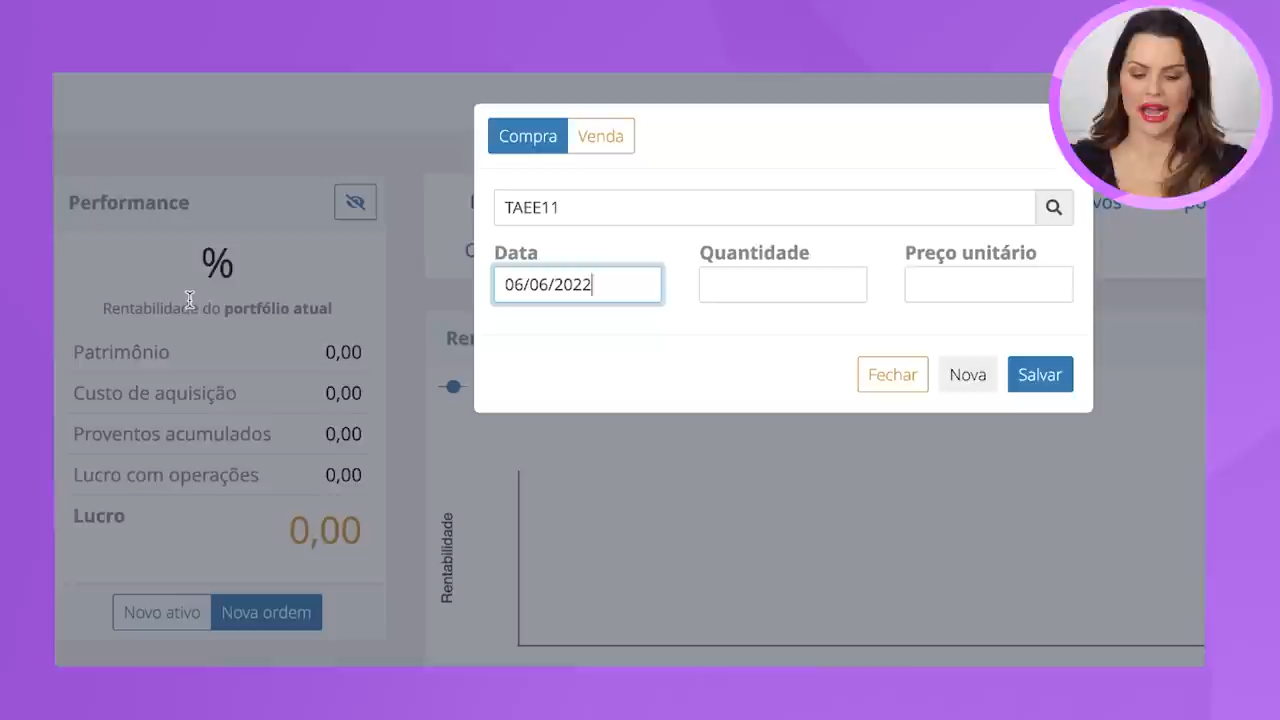 Performance
%
Rentabilidade do portfólio atual
Patrimônio 0,00
Custo de aquisição 0,00
Proventos acumulados 0,00
Lucro com operações 0,00
Lucro 0,00
Novo ativo Nova ordem
Compra Venda
TAEE11
Data Quantidade Preço unitário
06/06/2022
Fechar Nova Salvar
Rentabilidade